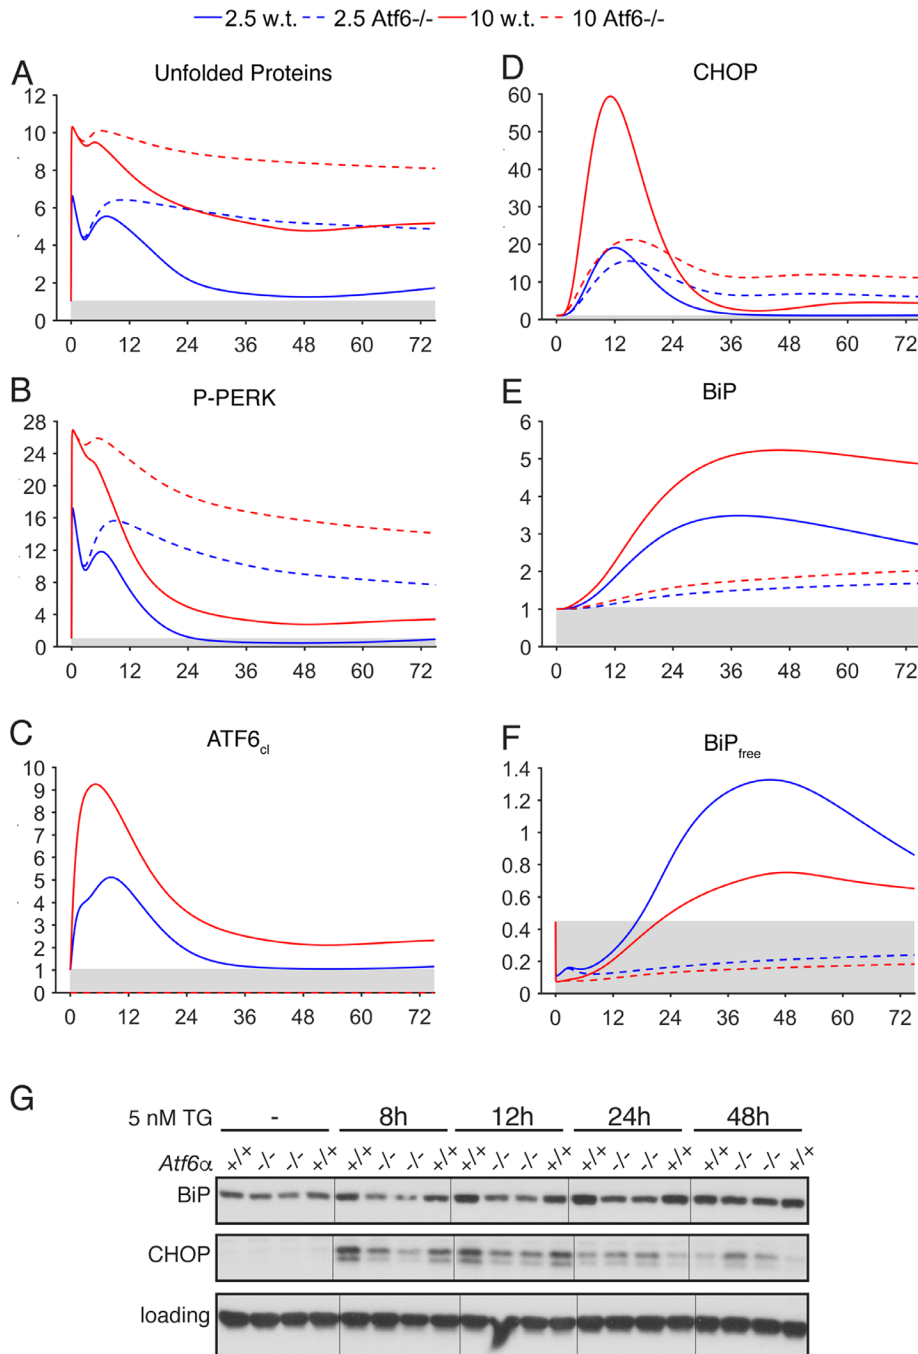 2.5 w.t. 2.5 Atf6-/- 10 w.t. 10 Atf6-/-
A
Unfolded Proteins
12
10
8
6
4
2
0
0 12 24 36 48 60 72
B
P-PERK
28
24
20
16
12
8
4
0
0 12 24 36 48 60 72
C
ATF6cl
10
9
8
7
6
5
4
3
2
1
0
0 12 24 36 48 60 72
D
CHOP
60
50
40
30
20
10
0
0 12 24 36 48 60 72
E
BiP
6
5
4
3
2
1
0
0 12 24 36 48 60 72
F
BiPfree
1.4
1.2
1
0.8
0.6
0.4
0.2
0
0 12 24 36 48 60 72
G
5 nM TG - 8h 12h 24h 48h
Atf6α +/+ -/- -/- +/+ +/+ -/- -/- +/+ +/+ -/- -/- +/+ +/+ -/- -/- +/+ +/+ -/- -/- +/+
BiP
CHOP
loading